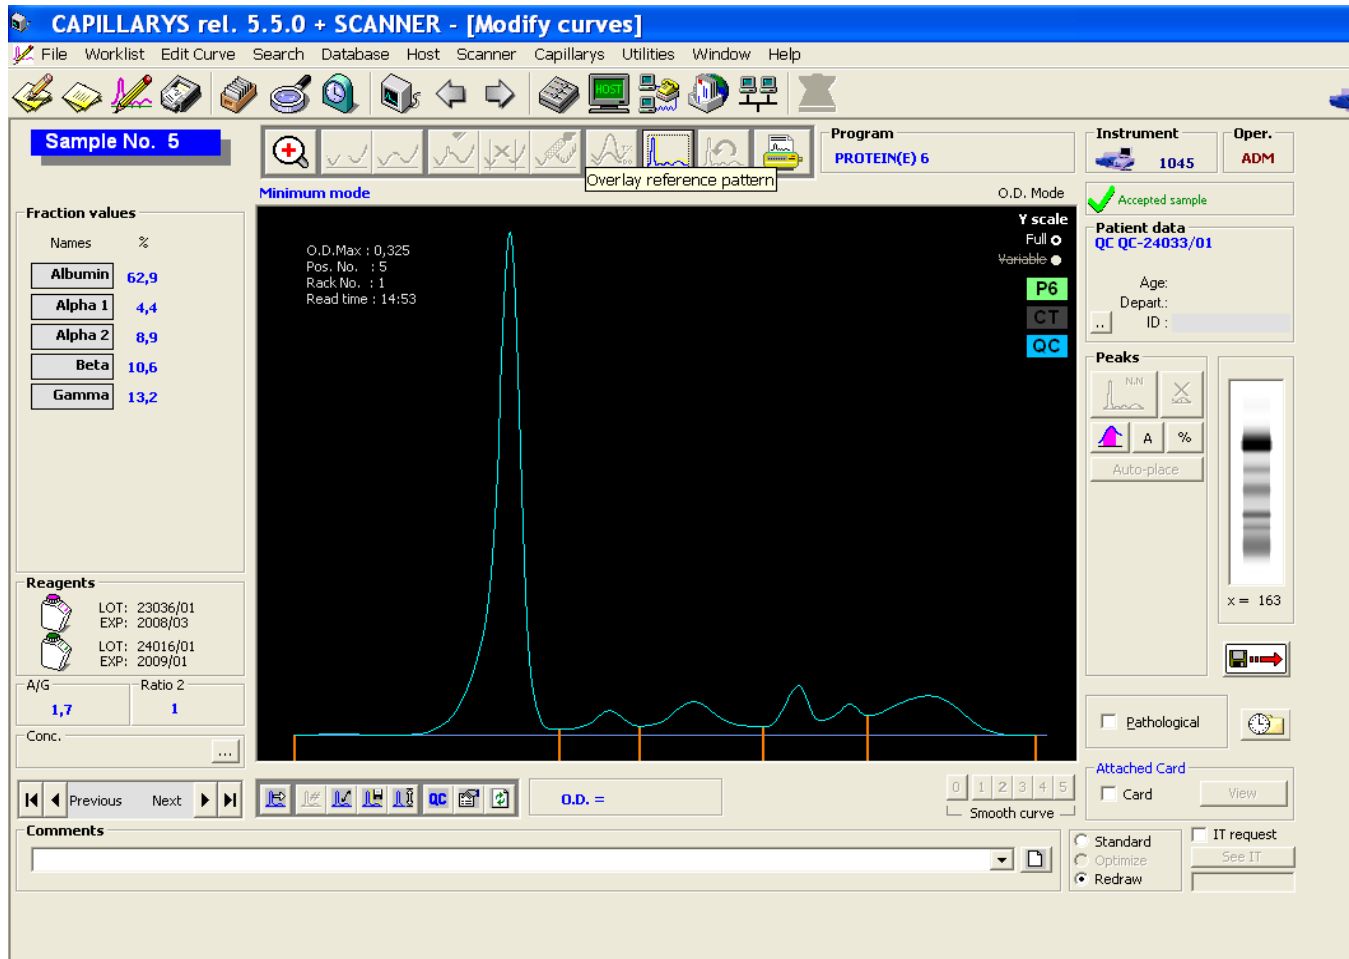 CAPILLARYS rel. 5.5.0 + SCANNER - [Modify curves]
File Worklist Edit Curve Search Database Host Scanner Capillarys Utilities Window Help
HOST
Sample No. 5
Overlay reference pattern
Program
PROTEIN(E) 6
Instrument
1045
Oper.
ADM
Minimum mode
O.D. Mode
Accepted sample
Fraction values
Names %
Albumin 62,9
Alpha 1 4,4
Alpha 2 8,9
Beta 10,6
Gamma 13,2
O.D.Max : 0,325
Pos. No. : 5
Rack No. : 1
Read time : 14:53
Y scale
Full
Variable
P6
CT
QC
Patient data
QC QC-24033/01
Age:
Depart.:
.. ID :
Peaks
N.N
A %
Auto-place
x = 163
Reagents
LOT: 23036/01
EXP: 2008/03
LOT: 24016/01
EXP: 2009/01
A/G
1,7
Ratio 2
1
Conc.
...
Pathological
Attached Card
Card View
Previous Next
QC
O.D. =
0 1 2 3 4 5
Smooth curve
Comments
Standard
Optimize
Redraw
IT request
See IT